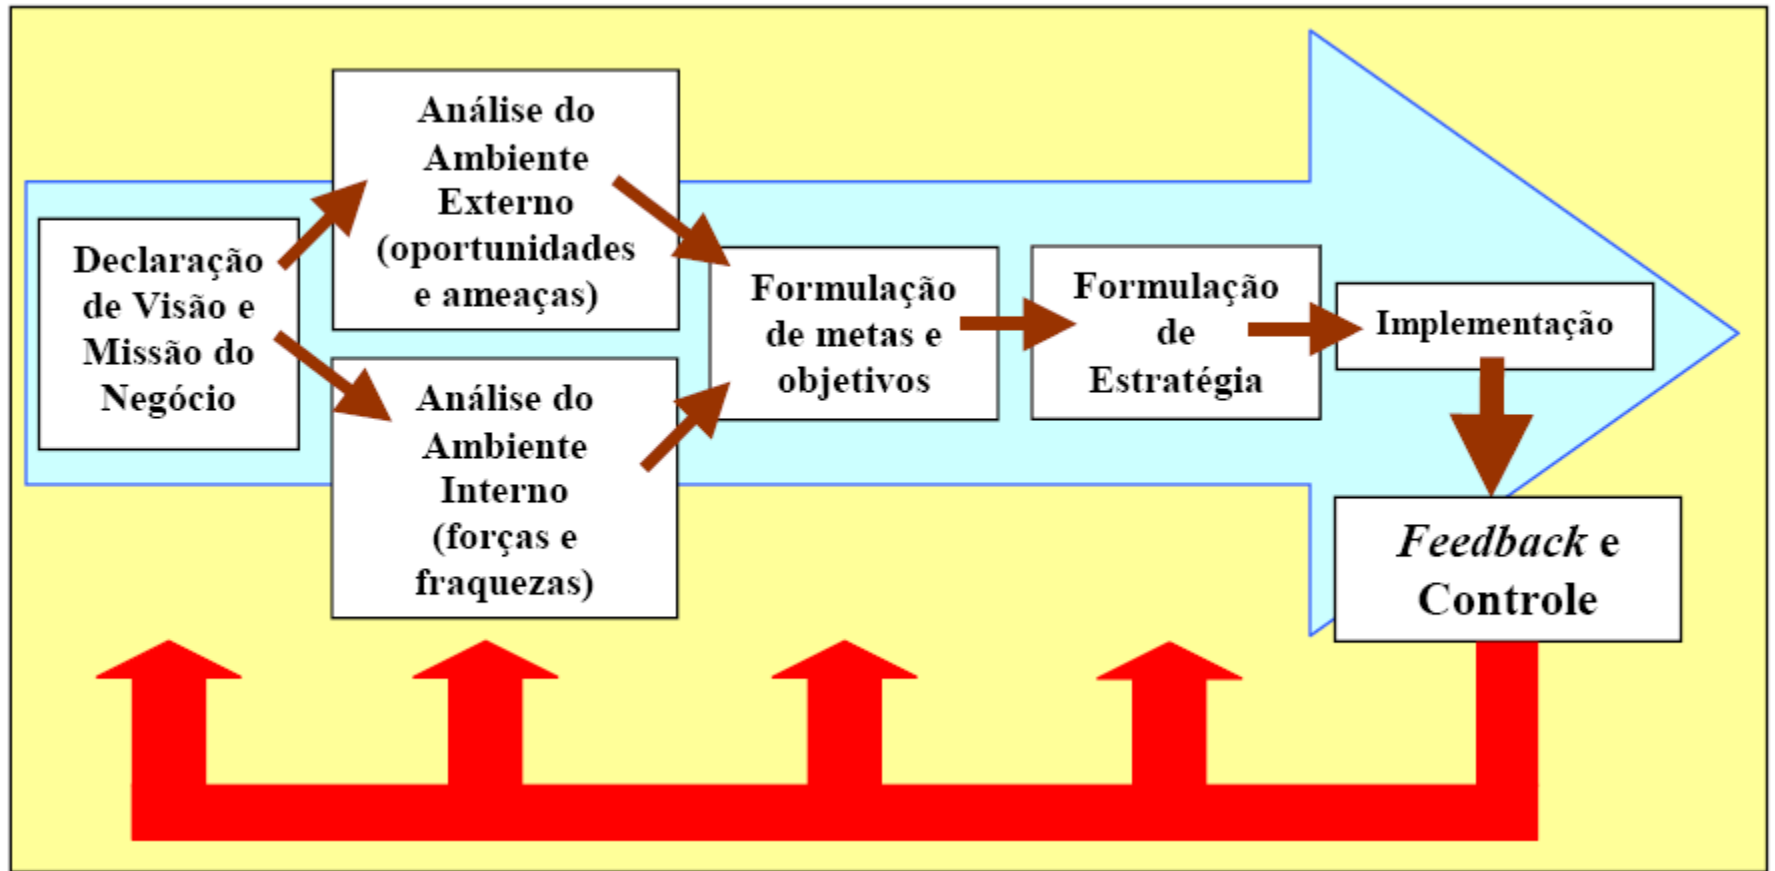 Declaração
de Visão e
Missão do
Negócio
Análise do
Ambiente
Externo
(oportunidades
e ameaças)
Análise do
Ambiente
Interno
(forças e
fraquezas)
Formulação
de metas e
objetivos
Formulação
de
Estratégia
Implementação
Feedback e
Controle